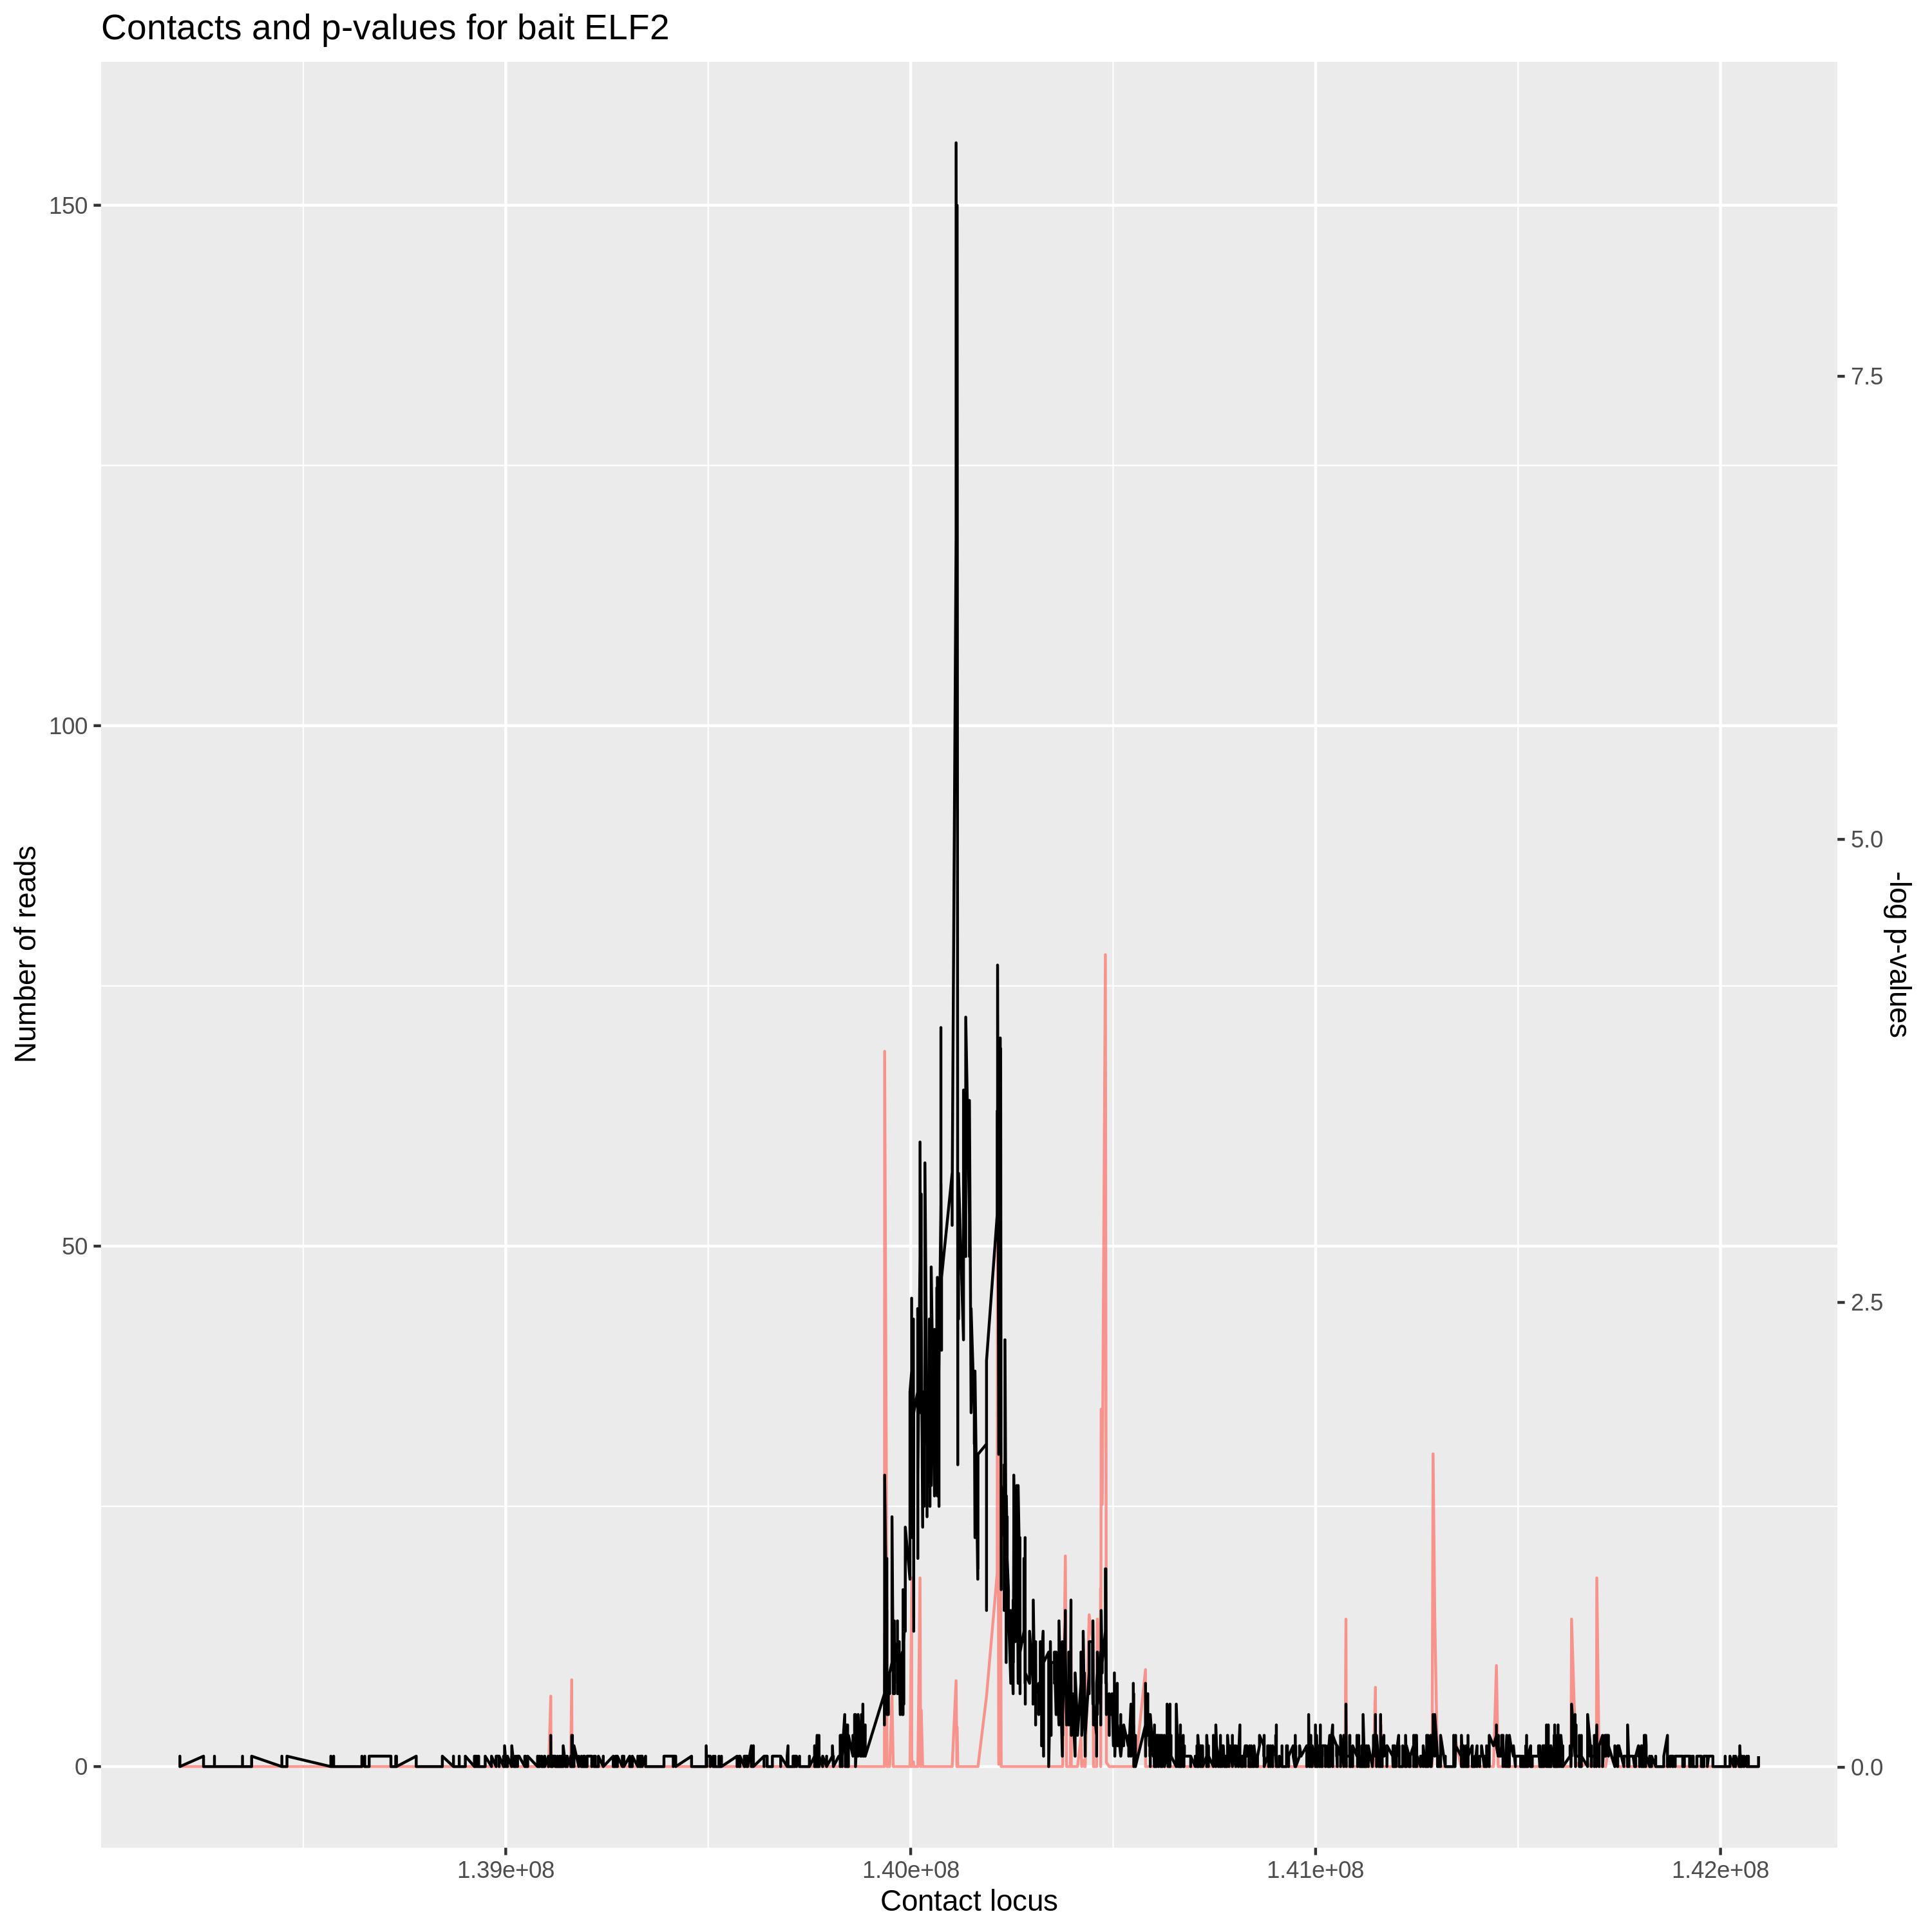 Contacts and p-values for bait ELF2
150
100
50
0
Number of reads
7.5
5.0
2.5
0.0
-log p-values
1.39e+08
1.40e+08
1.41e+08
1.42e+08
Contact locus